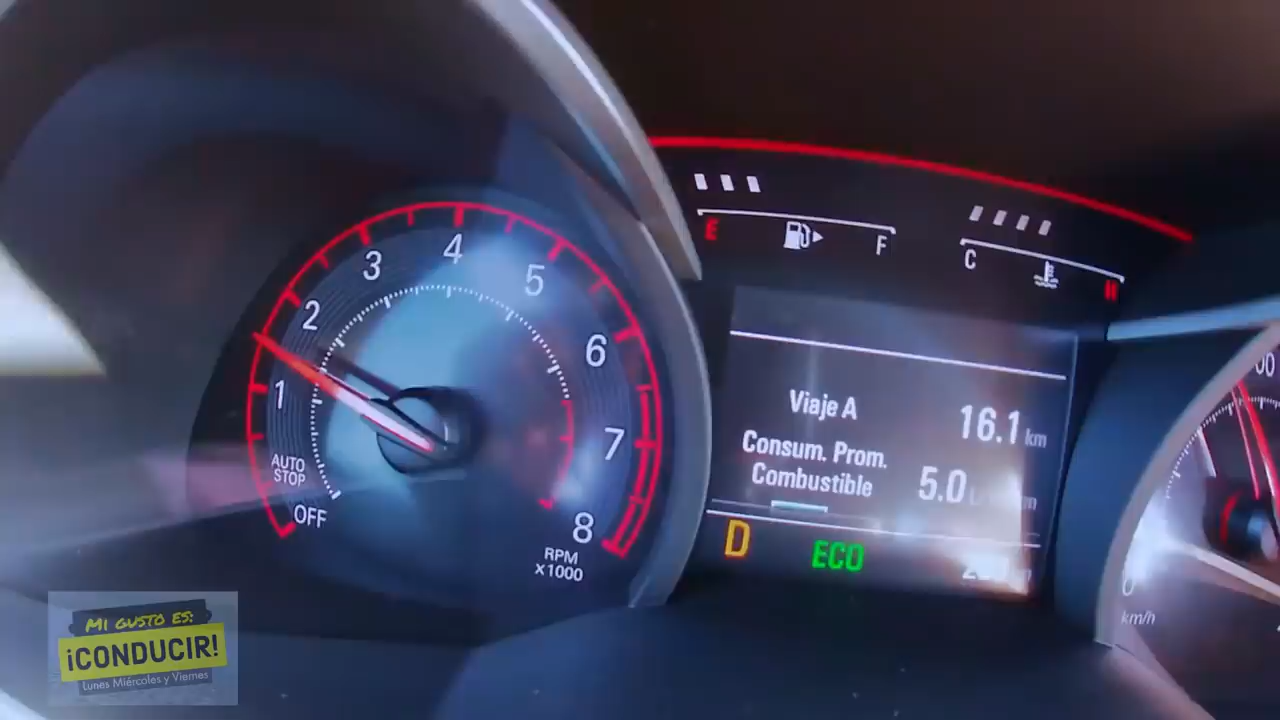 1
2
3
4
5
6
7
8
AUTO
STOP
OFF
RPM
x1000
E
F
C
H
Viaje A 16.1 km
Consum. Prom.
Combustible 5.0
D ECO
0
km/h
MI GUSTO ES:
¡CONDUCIR!
Lunes Miércoles y Viernes